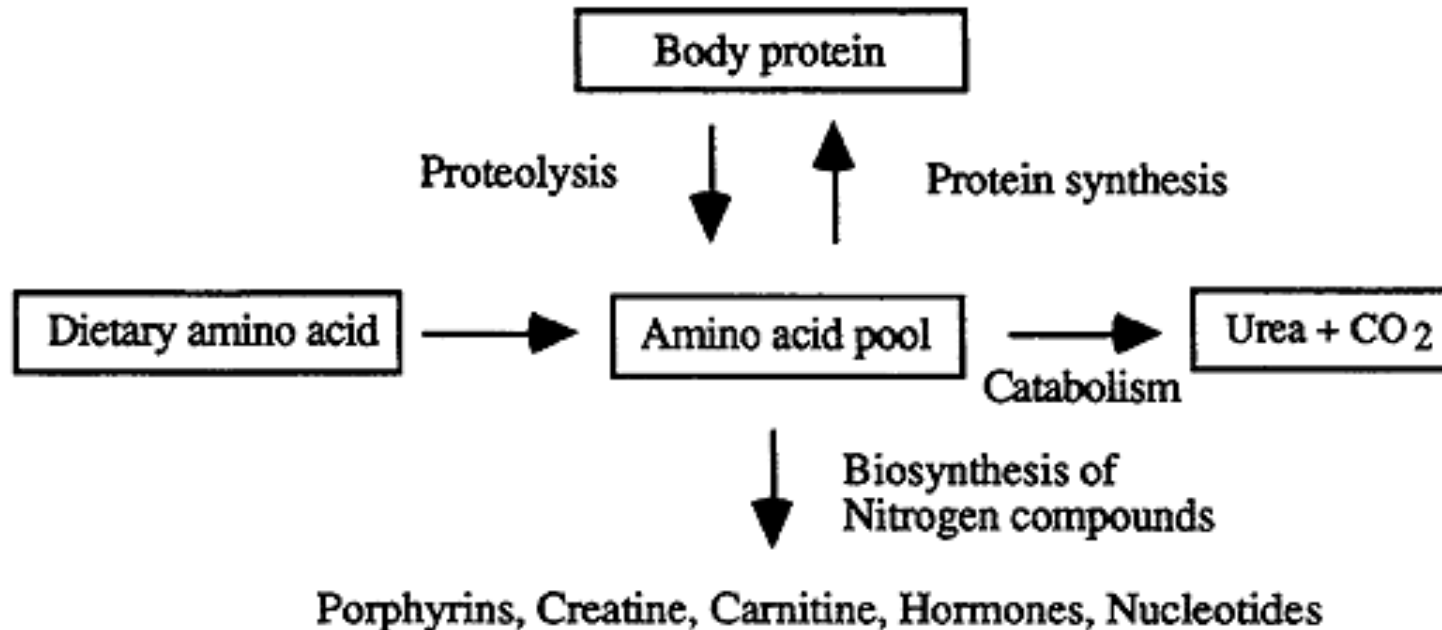 Body protein
Proteolysis
Protein synthesis
Dietary amino acid
Amino acid pool
Urea + CO₂
Catabolism
Biosynthesis of
Nitrogen compounds
Porphyrins, Creatine, Carnitine, Hormones, Nucleotides